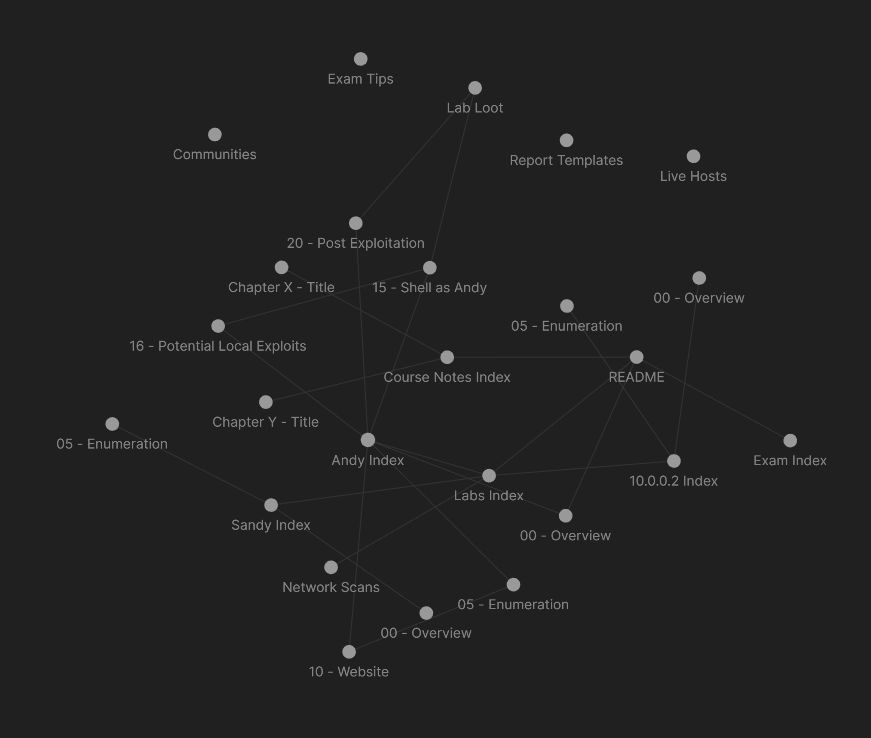 Exam Tips
Lab Loot
Communities
Report Templates
Live Hosts
20 - Post Exploitation
Chapter X - Title
15 - Shell as Andy
00 - Overview
05 - Enumeration
16 - Potential Local Exploits
Course Notes Index
README
Chapter Y - Title
05 - Enumeration
Andy Index
Exam Index
10.0.0.2 Index
Labs Index
Sandy Index
00 - Overview
Network Scans
05 - Enumeration
00 - Overview
10 - Website